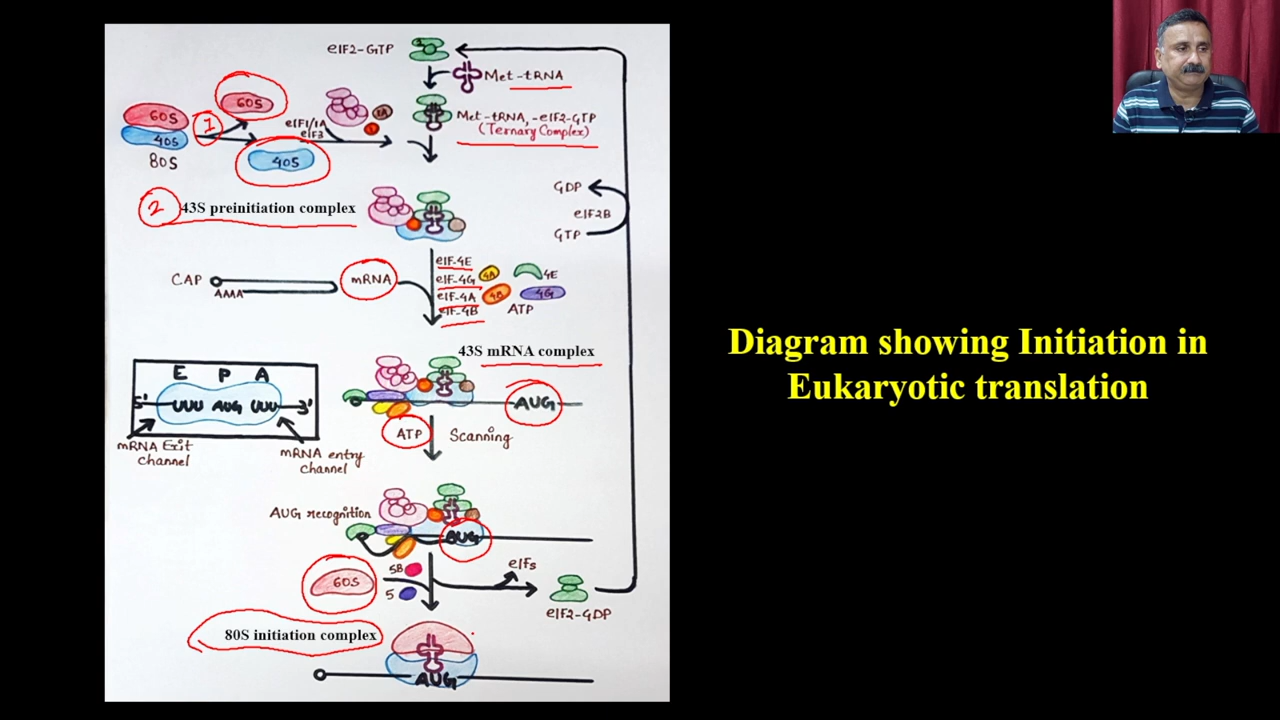 eIF2-GTP
Met-tRNA
60S
60S
1
40S
40S
80S
1A
1
eIF1/1A
eIF3
Met-tRNA, -eIF2-GTP
(Ternary Complex)
2
43S preinitiation complex
GDP
eIF2B
GTP
CAP
AAAA
mRNA
eIF-4E
eIF-4G
eIF-4A
eIF-4B
4A
4E
4B
4G
ATP
43S mRNA complex
E P A
5' UUU AUG UUU 3'
mRNA Exit
channel
mRNA entry
channel
AUG
ATP
Scanning
AUG recognition
AUG
60S
5B
5
eIFs
eIF2-GDP
80S initiation complex
AUG
Diagram showing Initiation in
Eukaryotic translation